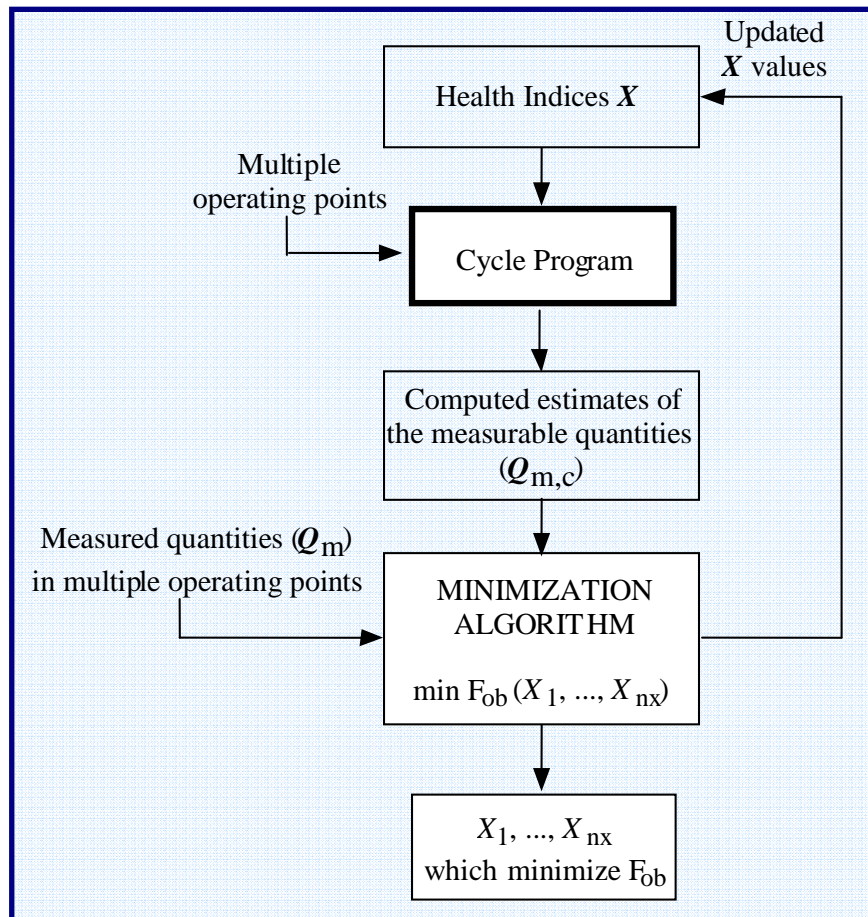 Updated
X values
Health Indices X
Multiple
operating points
Cycle Program
Computed estimates of
the measurable quantities
(Qm,c)
Measured quantities (Qm)
in multiple operating points
MINIMIZATION
ALGORITHM
min Fob (X1, ..., Xnx)
X1, ..., Xnx
which minimize Fob